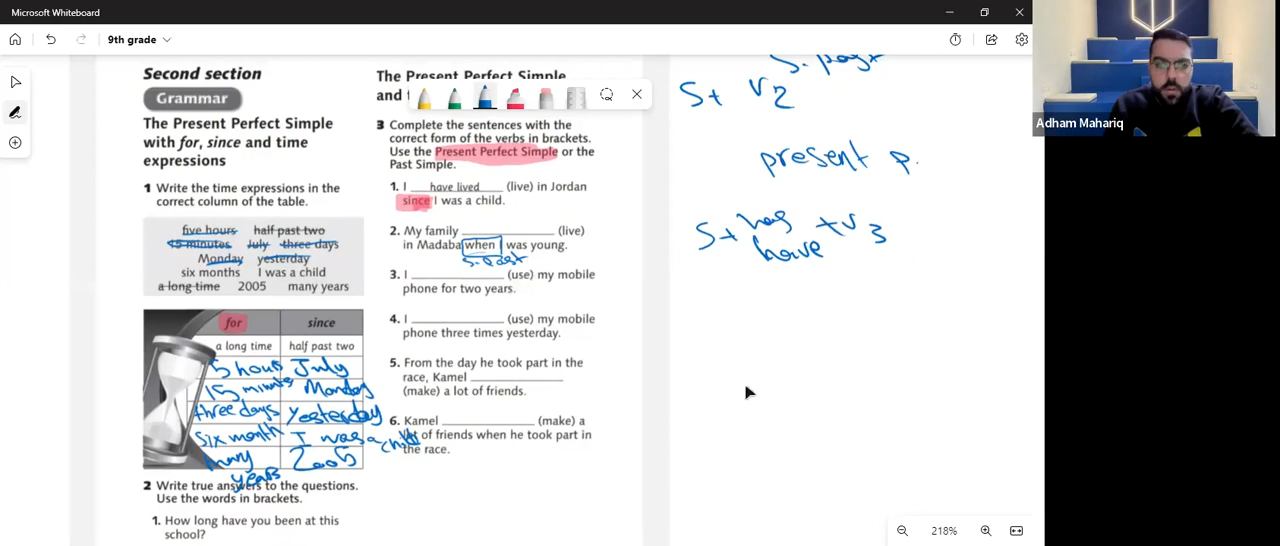 Microsoft Whiteboard
9th grade
Second section
Grammar
The Present Perfect Simple
with for, since and time
expressions
1 Write the time expressions in the
correct column of the table.
five hours half past two
15 minutes July three days
Monday yesterday
six months I was a child
a long time 2005 many years
for since
a long time half past two
5 hours July
15 minutes Monday
three days yesterday
six month I was a child
many years 2005
2 Write true answers to the questions.
Use the words in brackets.
1. How long have you been at this
school?
The Present Perfect Simple
and
3 Complete the sentences with the
correct form of the verbs in brackets.
Use the Present Perfect Simple or the
Past Simple.
1. I have lived (live) in Jordan
since I was a child.
2. My family ____________ (live)
in Madaba when I was young.
s. past
3. I ____________ (use) my mobile
phone for two years.
4. I ____________ (use) my mobile
phone three times yesterday.
5. From the day he took part in the
race, Kamel ____________
(make) a lot of friends.
6. Kamel ____________ (make) a
lot of friends when he took part in
the race.
s. past
S+ V2
present p.
S+ has
have +V3
218%
Adham Mahariq